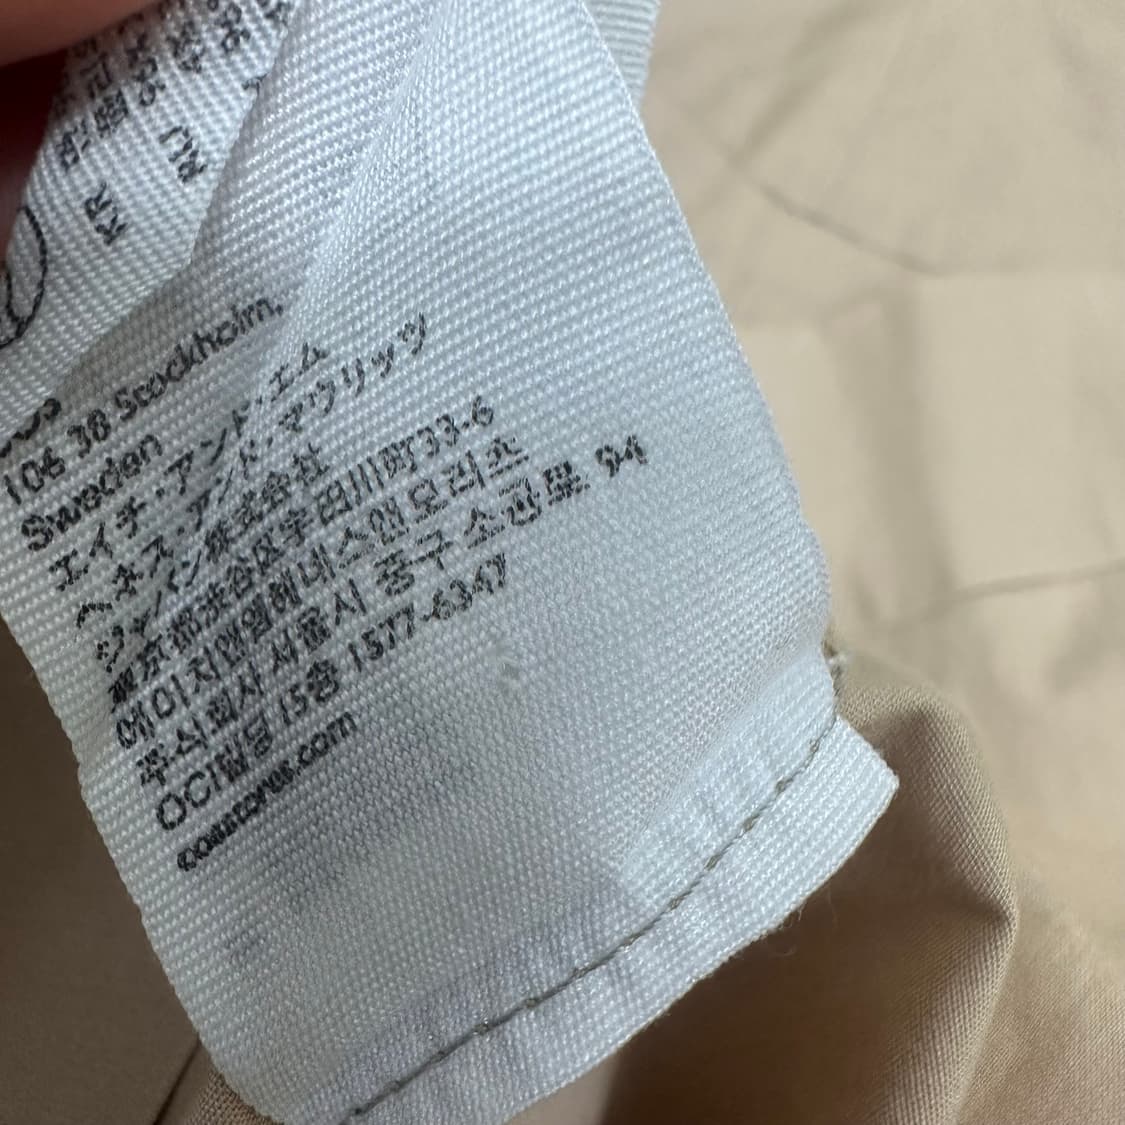 KR
RU
106 38 Stockholm,
Sweden
エイチ・アンド・エム
ヘネス・アンド・マウリッツ
ジャパン株式会社
東京都渋谷区宇田川町33-6
에이치앤엠헤네스앤모리츠
주식회사 서울시 중구 소공로 94
OCI빌딩 15층 1577-6347
cosstores.com